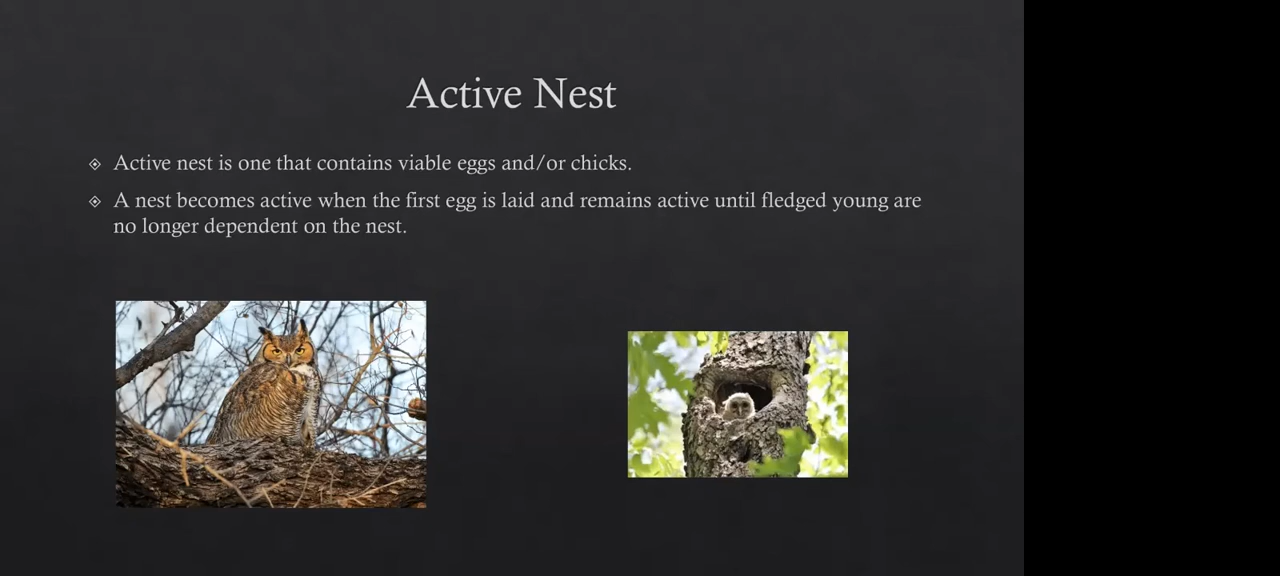 Active Nest
Active nest is one that contains viable eggs and/or chicks.
A nest becomes active when the first egg is laid and remains active until fledged young are
no longer dependent on the nest.